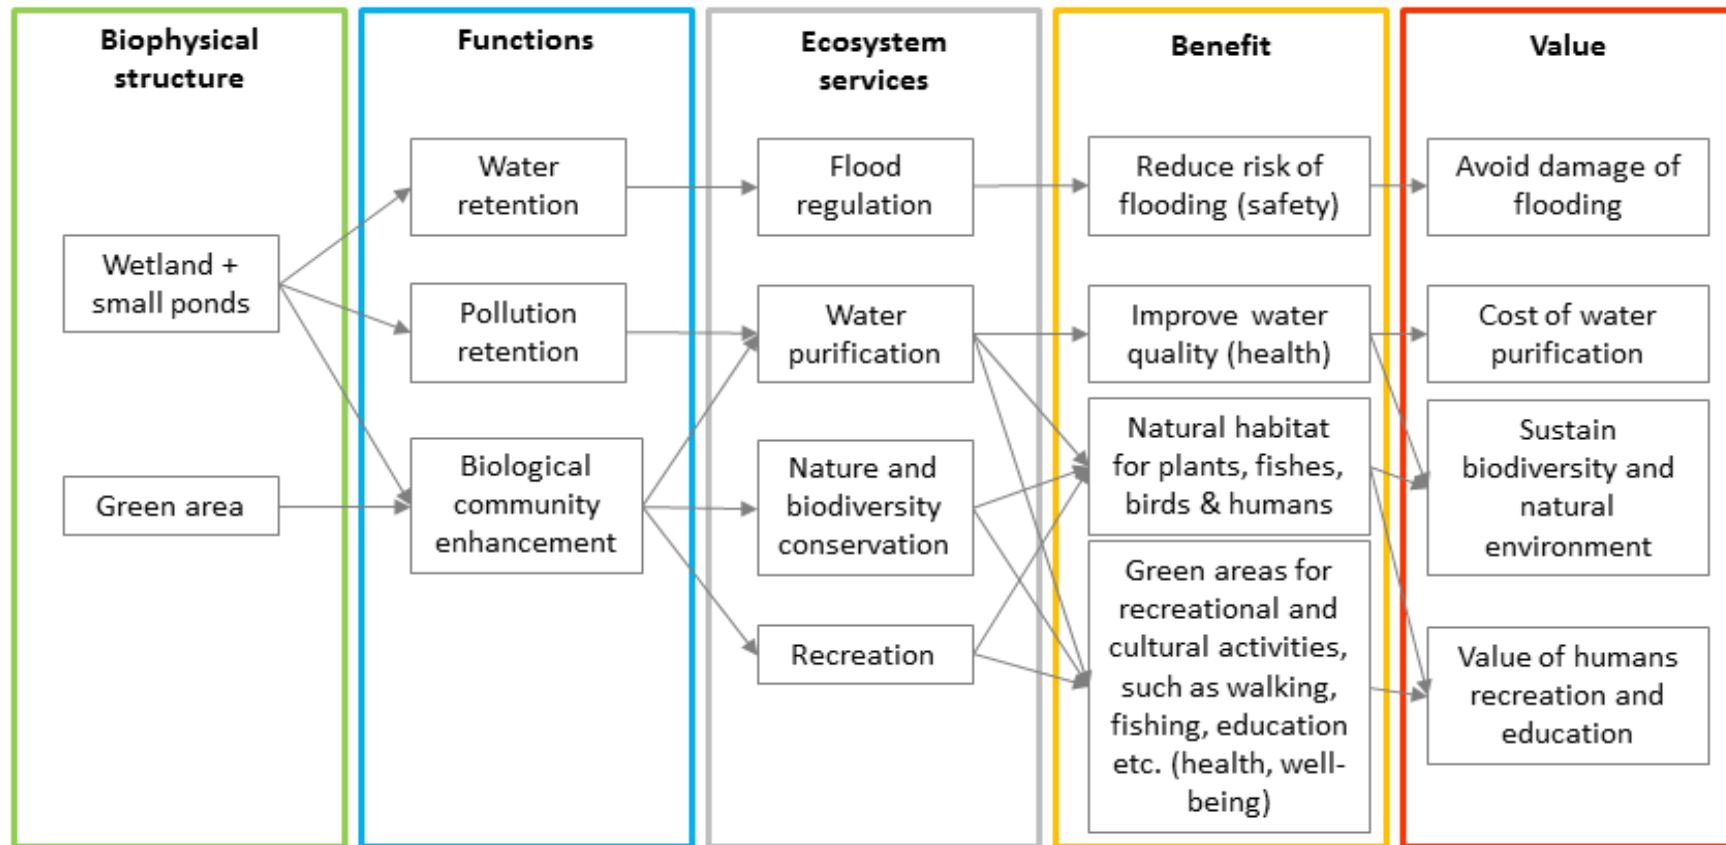 Biophysical
structure
Functions
Ecosystem
services
Benefit
Value
Wetland +
small ponds
Green area
Water
retention
Pollution
retention
Biological
community
enhancement
Flood
regulation
Water
purification
Nature and
biodiversity
conservation
Recreation
Reduce risk of
flooding (safety)
Improve water
quality (health)
Natural habitat
for plants, fishes,
birds & humans
Green areas for
recreational and
cultural activities,
such as walking,
fishing, education
etc. (health, well-
being)
Avoid damage of
flooding
Cost of water
purification
Sustain
biodiversity and
natural
environment
Value of humans
recreation and
education